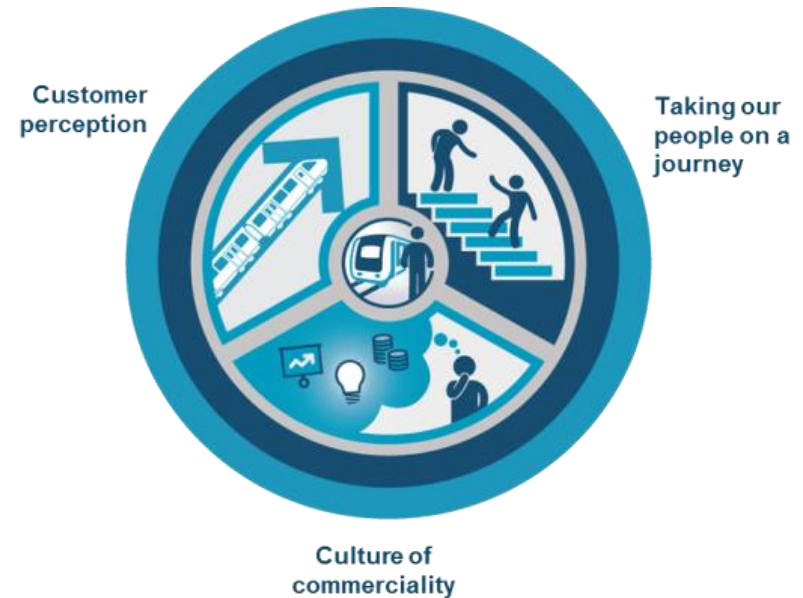 Customer
perception
Taking our
people on a
journey
Culture of
commerciality